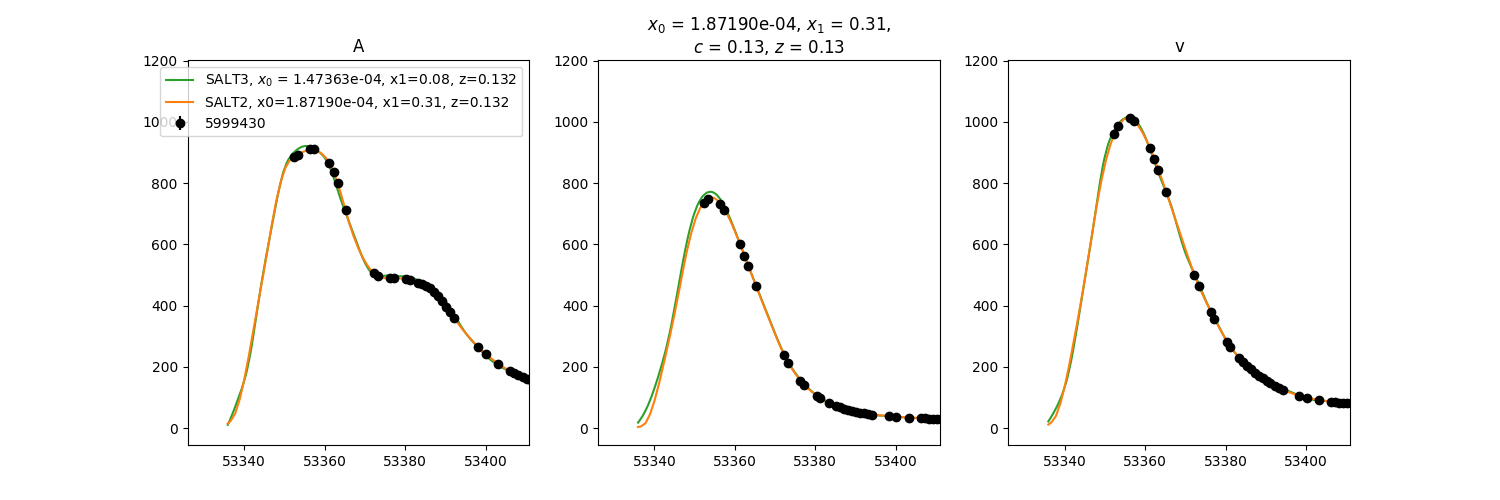 A
x₀ = 1.87190e-04, x₁ = 0.31,
c = 0.13, z = 0.13
v
SALT3, x₀ = 1.47363e-04, x1=0.08, z=0.132
SALT2, x0=1.87190e-04, x1=0.31, z=0.132
5999430
1200
1000
800
600
400
200
0
53340 53360 53380 53400
1200
1000
800
600
400
200
0
53340 53360 53380 53400
1200
1000
800
600
400
200
0
53340 53360 53380 53400